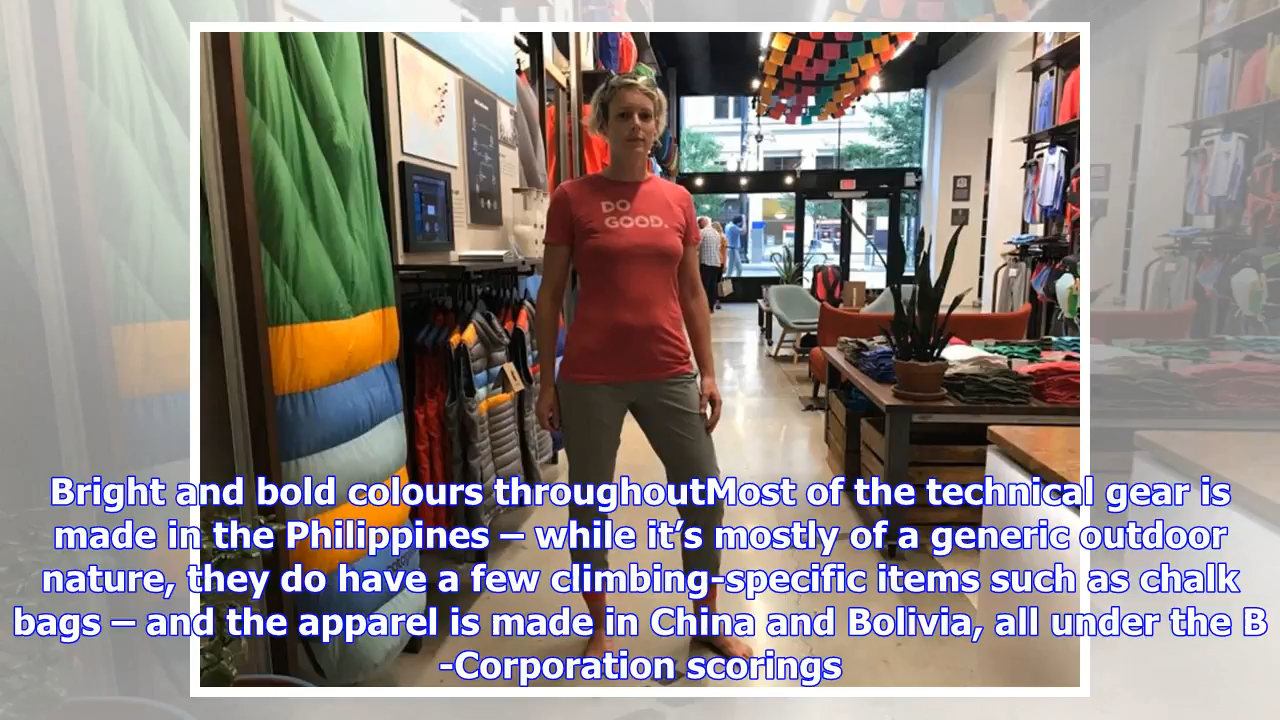 DO
GOOD.
Bright and bold colours throughoutMost of the technical gear is
made in the Philippines – while it’s mostly of a generic outdoor
nature, they do have a few climbing-specific items such as chalk
bags – and the apparel is made in China and Bolivia, all under the B
-Corporation scorings